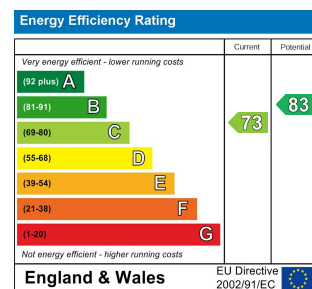 Energy Efficiency Rating
Current Potential
Very energy efficient - lower running costs
(92 plus) A
(81-91) B
(69-80) C
(55-68) D
(39-54) E
(21-38) F
(1-20) G
73
83
Not energy efficient - higher running costs
England & Wales
EU Directive
2002/91/EC